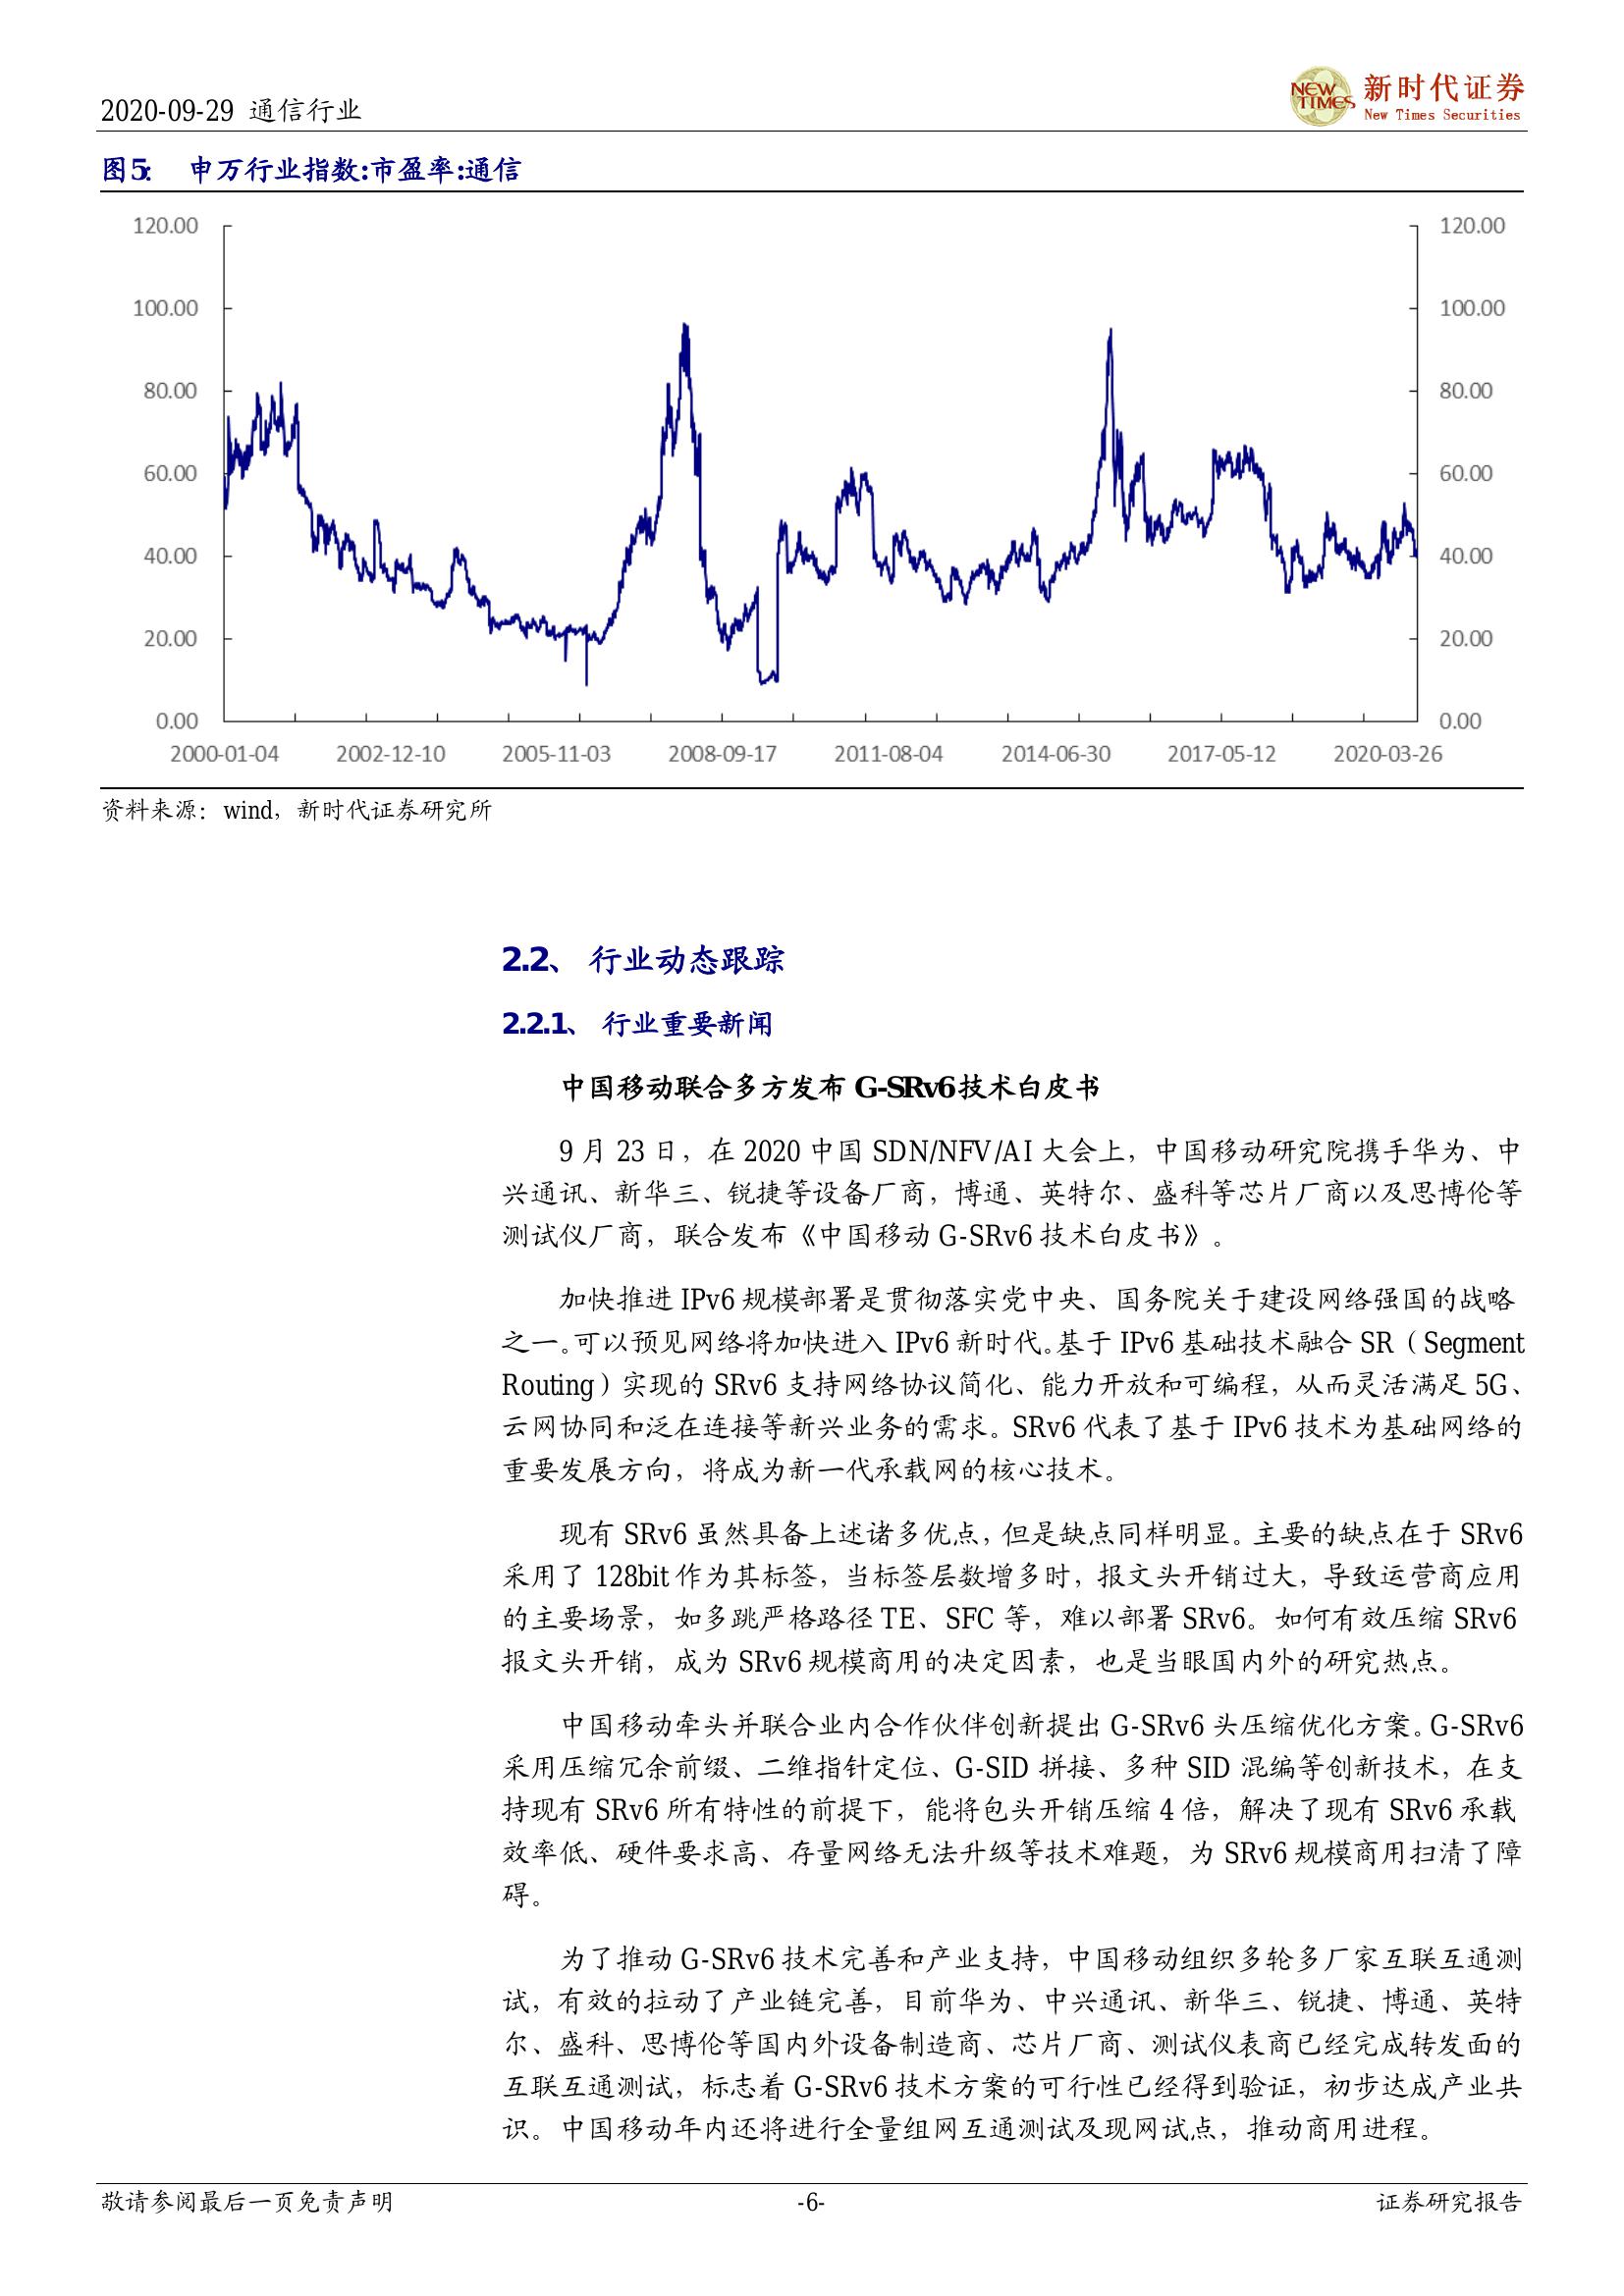 2020-09-29 通信行业
NEW TIMES
新时代证券
New Times Securities
图5: 申万行业指数:市盈率:通信
120.00 120.00
100.00 100.00
80.00 80.00
60.00 60.00
40.00 40.00
20.00 20.00
0.00 0.00
2000-01-04 2002-12-10 2005-11-03 2008-09-17 2011-08-04 2014-06-30 2017-05-12 2020-03-26
资料来源：wind，新时代证券研究所
2.2、 行业动态跟踪
2.2.1、 行业重要新闻
中国移动联合多方发布 G-SRv6技术白皮书
9 月 23 日，在 2020 中国 SDN/NFV/AI 大会上，中国移动研究院携手华为、中
兴通讯、新华三、锐捷等设备厂商，博通、英特尔、盛科等芯片厂商以及思博伦等
测试仪厂商，联合发布《中国移动 G-SRv6 技术白皮书》。
加快推进 IPv6 规模部署是贯彻落实党中央、国务院关于建设网络强国的战略
之一。可以预见网络将加快进入 IPv6 新时代。基于 IPv6 基础技术融合 SR（Segment
Routing）实现的 SRv6 支持网络协议简化、能力开放和可编程，从而灵活满足 5G、
云网协同和泛在连接等新兴业务的需求。SRv6 代表了基于 IPv6 技术为基础网络的
重要发展方向，将成为新一代承载网的核心技术。
现有 SRv6 虽然具备上述诸多优点，但是缺点同样明显。主要的缺点在于 SRv6
采用了 128bit 作为其标签，当标签层数增多时，报文头开销过大，导致运营商应用
的主要场景，如多跳严格路径 TE、SFC 等，难以部署 SRv6。如何有效压缩 SRv6
报文头开销，成为 SRv6 规模商用的决定因素，也是当眼国内外的研究热点。
中国移动牵头并联合业内合作伙伴创新提出 G-SRv6 头压缩优化方案。G-SRv6
采用压缩冗余前缀、二维指针定位、G-SID 拼接、多种 SID 混编等创新技术，在支
持现有 SRv6 所有特性的前提下，能将包头开销压缩 4 倍，解决了现有 SRv6 承载
效率低、硬件要求高、存量网络无法升级等技术难题，为 SRv6 规模商用扫清了障
碍。
为了推动 G-SRv6 技术完善和产业支持，中国移动组织多轮多厂家互联互通测
试，有效的拉动了产业链完善，目前华为、中兴通讯、新华三、锐捷、博通、英特
尔、盛科、思博伦等国内外设备制造商、芯片厂商、测试仪表商已经完成转发面的
互联互通测试，标志着 G-SRv6 技术方案的可行性已经得到验证，初步达成产业共
识。中国移动年内还将进行全量组网互通测试及现网试点，推动商用进程。
敬请参阅最后一页免责声明 -6- 证券研究报告